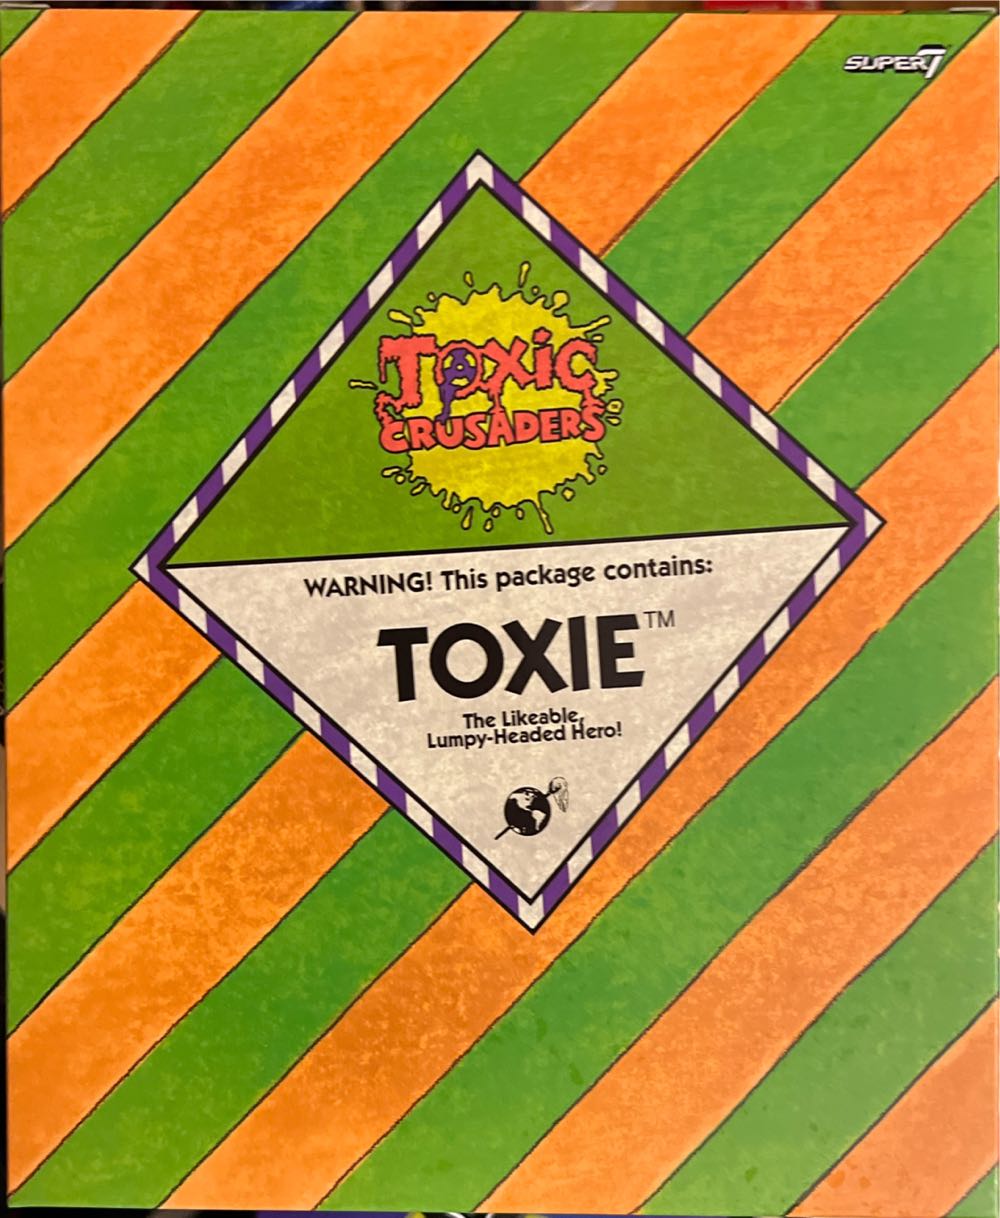 SUPER7
TOXIC
CRUSADERS
WARNING! This package contains:
TOXIE™
The Likeable,
Lumpy-Headed Hero!